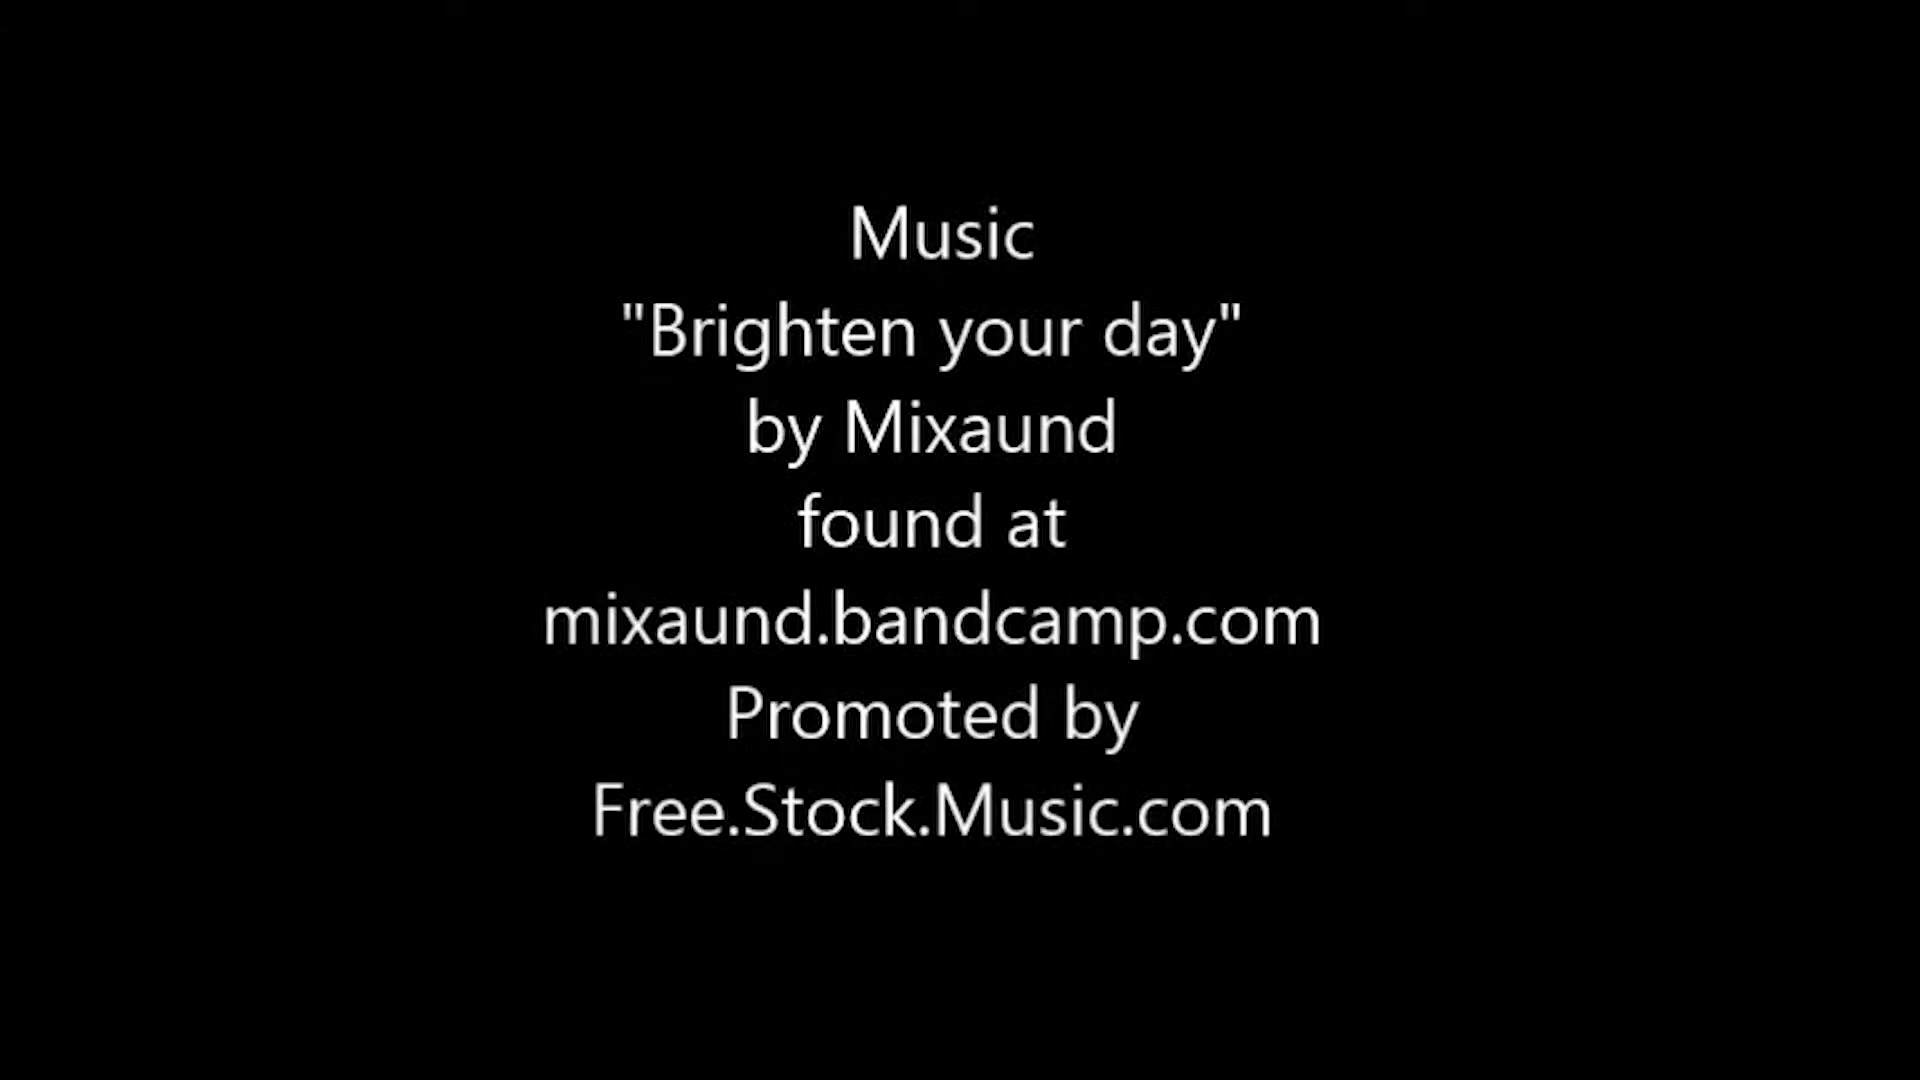 Music
"Brighten your day"
by Mixaund
found at
mixaund.bandcamp.com
Promoted by
Free.Stock.Music.com